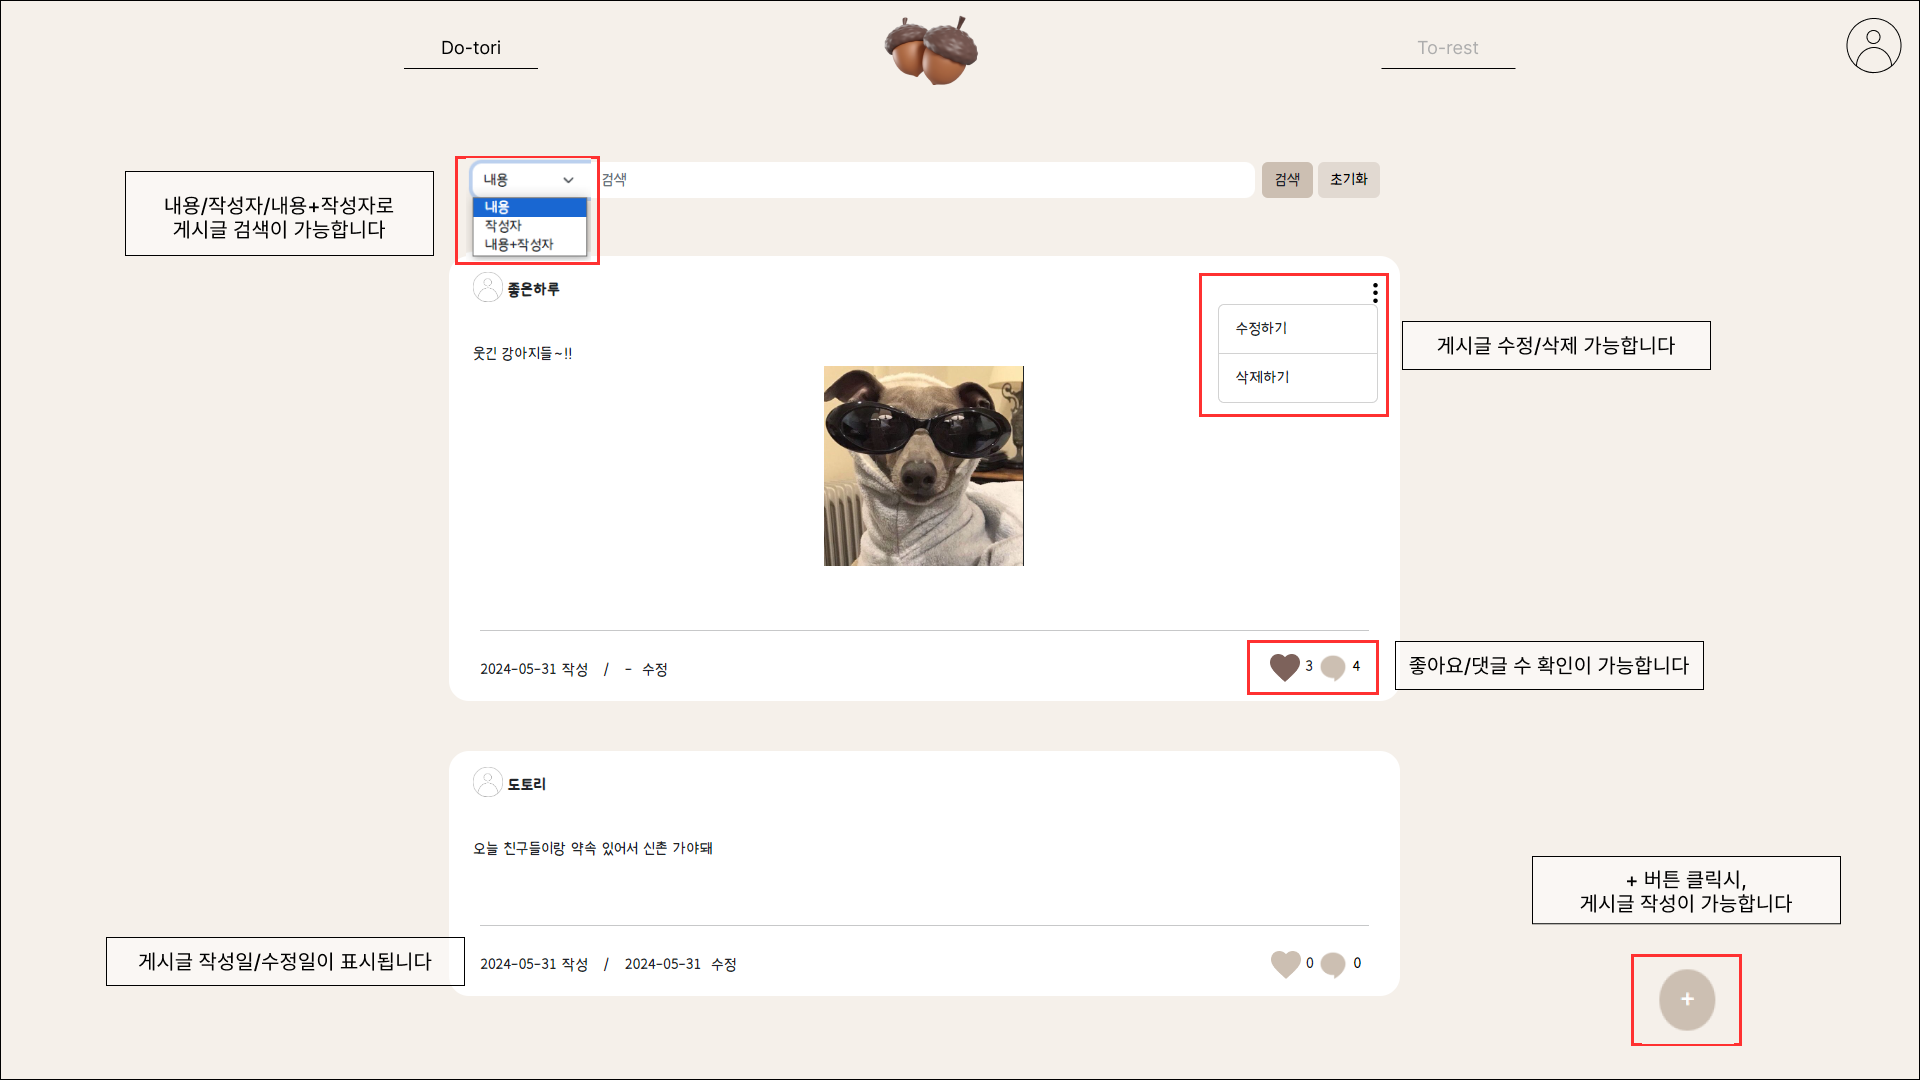 Do-tori
To-rest
내용/작성자/내용+작성자로
게시글 검색이 가능합니다
내용
검색
검색
초기화
내용
작성자
내용+작성자
좋은하루
웃긴 강아지들~!!
수정하기
삭제하기
게시글 수정/삭제 가능합니다
2024-05-31 작성 / - 수정
3
4
좋아요/댓글 수 확인이 가능합니다
도토리
오늘 친구들이랑 약속 있어서 신촌 가야돼
+ 버튼 클릭시,
게시글 작성이 가능합니다
게시글 작성일/수정일이 표시됩니다
2024-05-31 작성 / 2024-05-31 수정
0
0
+